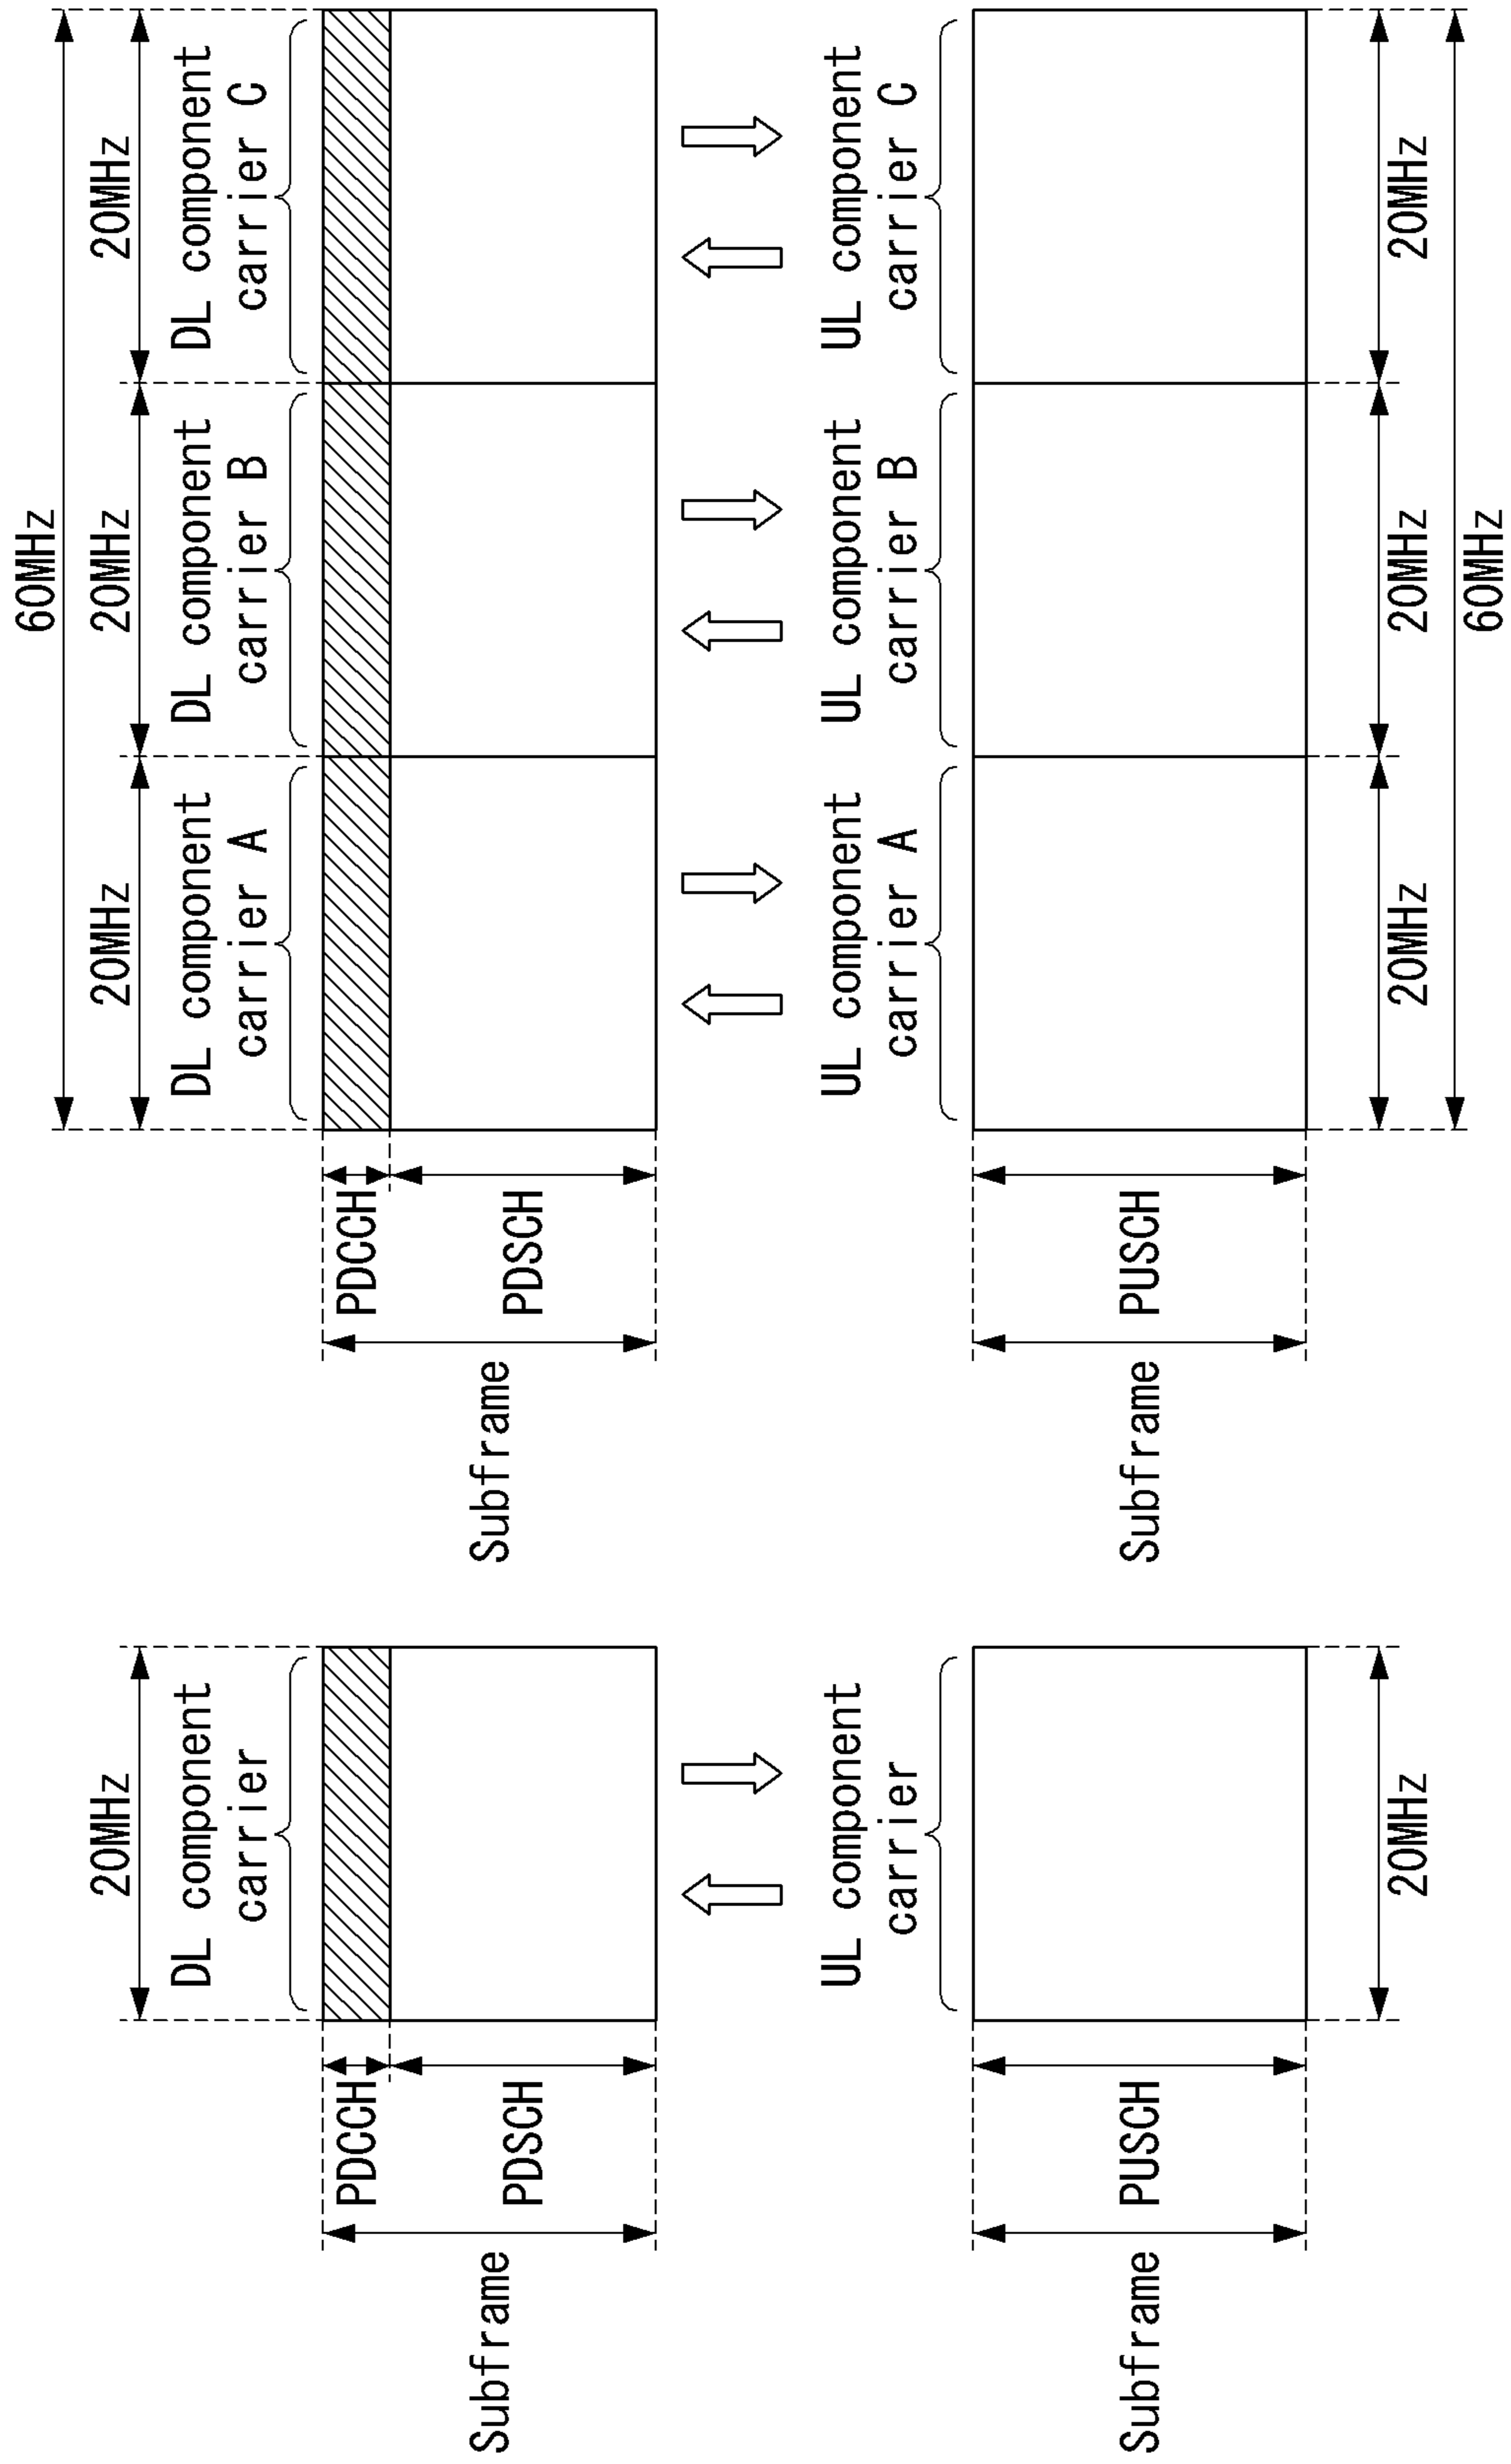 20MHz
DL component
carrier
PDCCH
PDSCH
Subframe
UL component
carrier
PUSCH
Subframe
20MHz
60MHz
20MHz
20MHz
20MHz
DL component
carrier A
DL component
carrier B
DL component
carrier C
PDCCH
PDSCH
Subframe
UL component
carrier A
UL component
carrier B
UL component
carrier C
PUSCH
Subframe
20MHz
20MHz
20MHz
60MHz